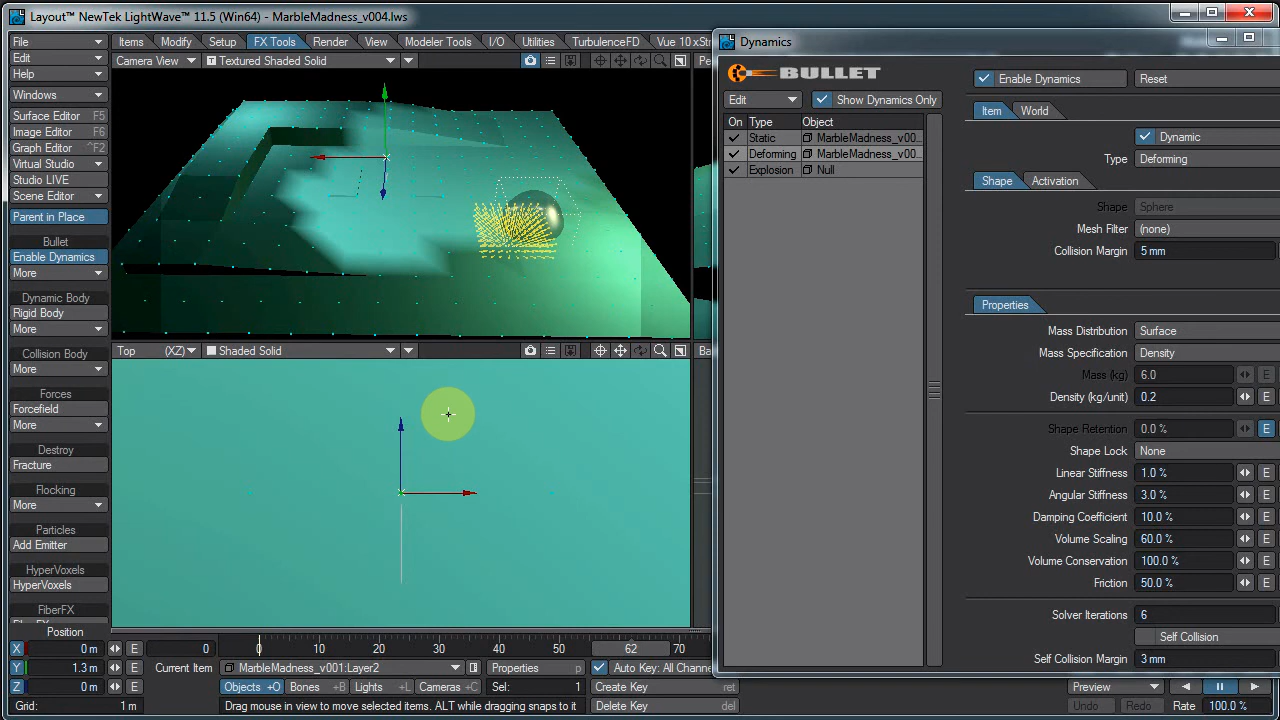 Layout™ NewTek LightWave™ 11.5 (Win64) - MarbleMadness_v004.lws
File
Edit
Help
Windows
Surface Editor F5
Image Editor F6
Graph Editor ^F2
Virtual Studio
Studio LIVE
Scene Editor
Parent in Place
Bullet
Enable Dynamics
More
Dynamic Body
Rigid Body
More
Collision Body
More
Forces
Forcefield
More
Destroy
Fracture
Flocking
More
Particles
Add Emitter
HyperVoxels
HyperVoxels
FiberFX
Items Modify Setup FX Tools Render View Modeler Tools I/O Utilities TurbulenceFD Vue 10xS
Camera View Textured Shaded Solid
Top (XZ) Shaded Solid
Dynamics
BULLET
Edit Show Dynamics Only
On Type Object
Static MarbleMadness_v00...
Deforming MarbleMadness_v00...
Explosion Null
Enable Dynamics Reset
Item World
Dynamic
Type Deforming
Shape Activation
Shape Sphere
Mesh Filter (none)
Collision Margin 5 mm
Properties
Mass Distribution Surface
Mass Specification Density
Mass (kg) 6.0 E
Density (kg/unit) 0.2 E
Shape Retention 0.0 % E
Shape Lock None
Linear Stiffness 1.0 % E
Angular Stiffness 3.0 % E
Damping Coefficient 10.0 % E
Volume Scaling 60.0 % E
Volume Conservation 100.0 % E
Friction 50.0 % E
Solver Iterations 6
Self Collision
Self Collision Margin 3 mm
Position
X 0 m E
Y 1.3 m E
Z 0 m E
Grid: 1 m
0
0 10 20 30 40 50 62 70
Current Item MarbleMadness_v001:Layer2 Properties p Auto Key: All Channe
Objects +O Bones +B Lights +L Cameras +C Sel: 1 Create Key ret
Drag mouse in view to move selected items. ALT while dragging snaps to it Delete Key del
Preview
Undo Redo Rate 100.0 %